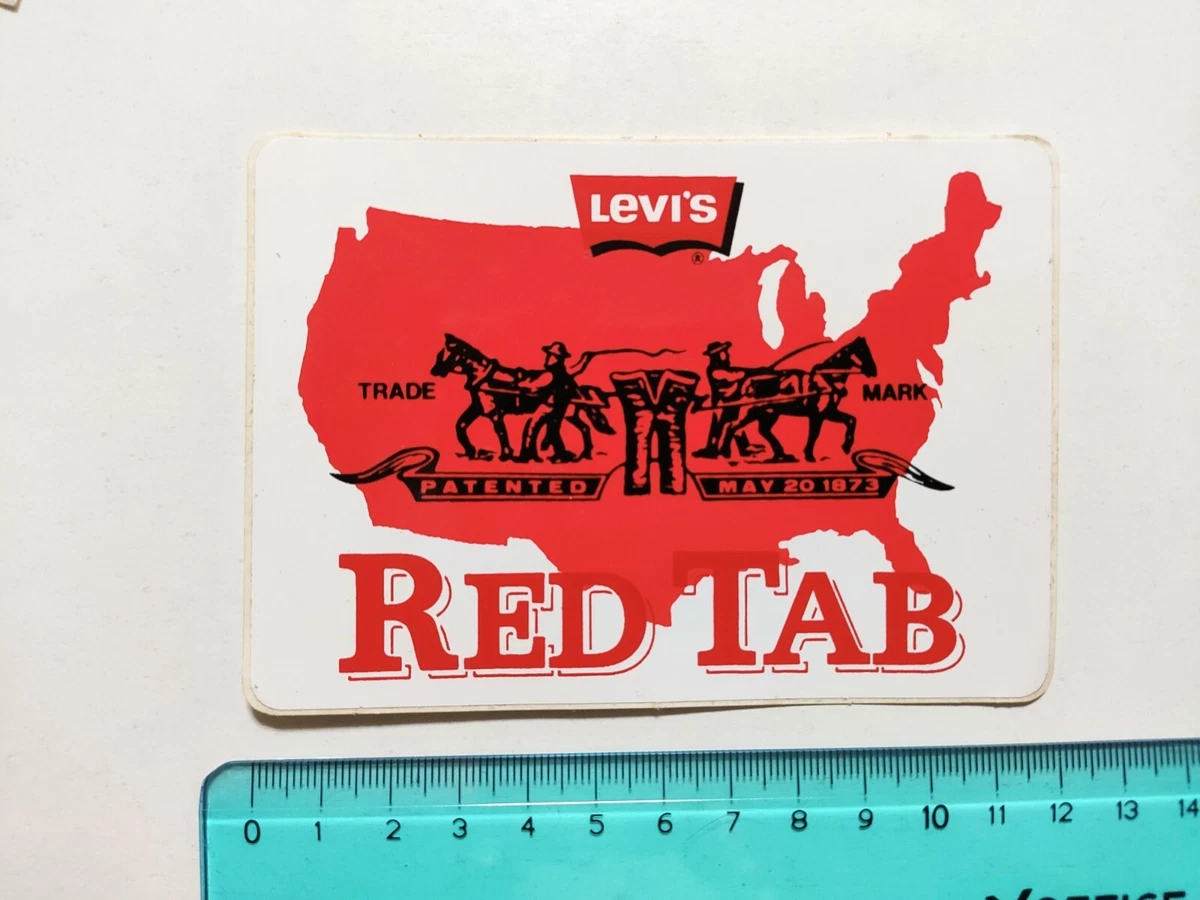 Levi's
®
TRADE MARK
PATENTED MAY 20 1873
RED TAB
0 1 2 3 4 5 6 7 8 9 10 11 12 13 14